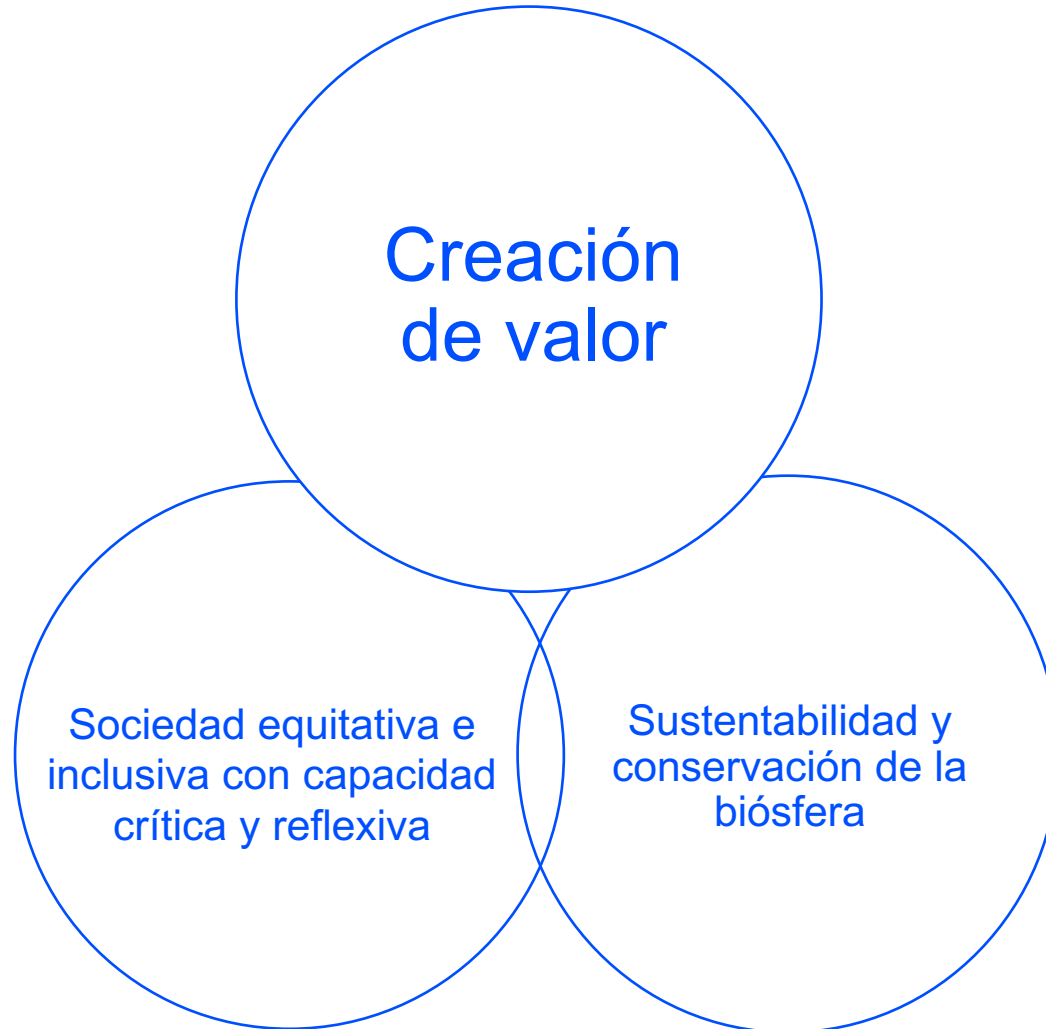 Creación
de valor
Sociedad equitativa e
inclusiva con capacidad
crítica y reflexiva
Sustentabilidad y
conservación de la
biósfera